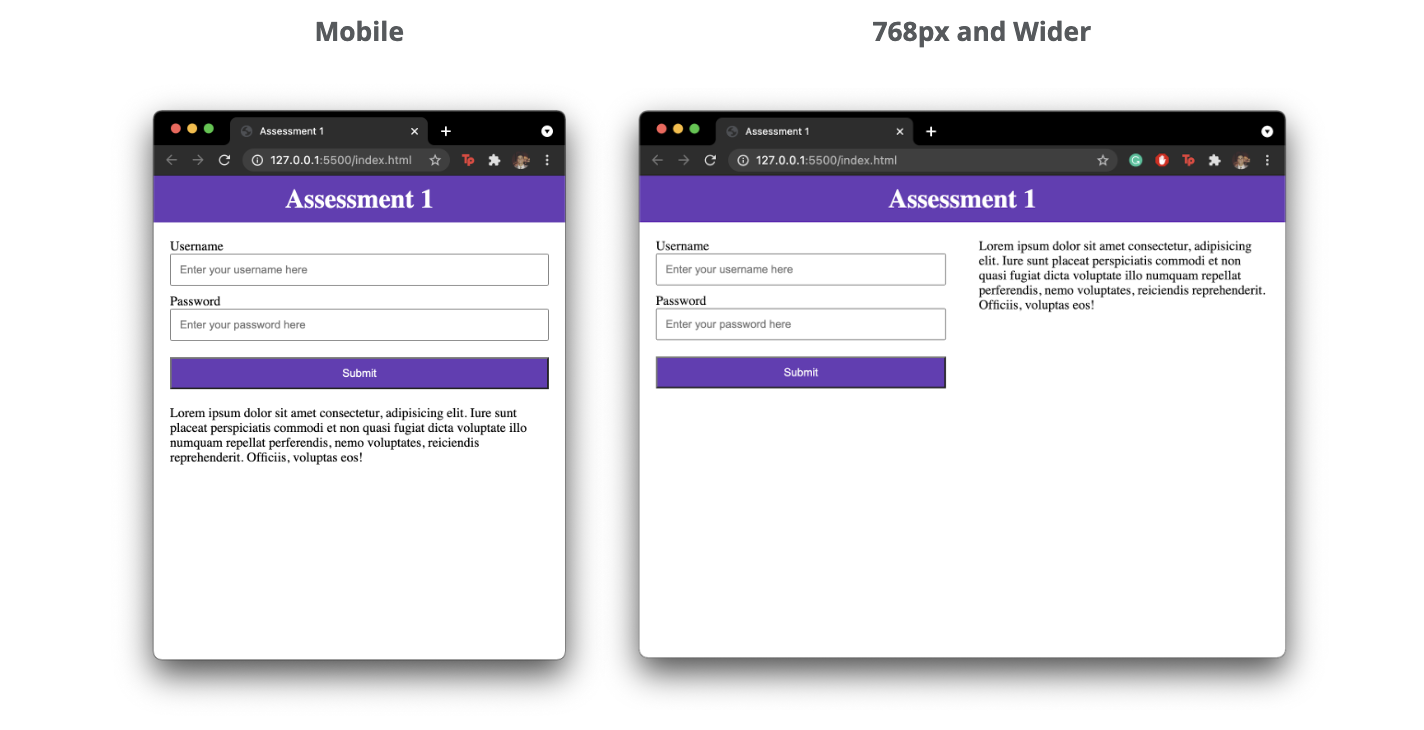 Mobile
768px and Wider
Assessment 1
127.0.0.1:5500/index.html
Tp
Assessment 1
Username
Enter your username here
Password
Enter your password here
Submit
Lorem ipsum dolor sit amet consectetur, adipisicing elit. Iure sunt
placeat perspiciatis commodi et non quasi fugiat dicta voluptate illo
numquam repellat perferendis, nemo voluptates, reiciendis
reprehenderit. Officiis, voluptas eos!
Assessment 1
127.0.0.1:5500/index.html
Tp
Assessment 1
Username
Enter your username here
Password
Enter your password here
Submit
Lorem ipsum dolor sit amet consectetur, adipisicing
elit. Iure sunt placeat perspiciatis commodi et non
quasi fugiat dicta voluptate illo numquam repellat
perferendis, nemo voluptates, reiciendis reprehenderit.
Officiis, voluptas eos!